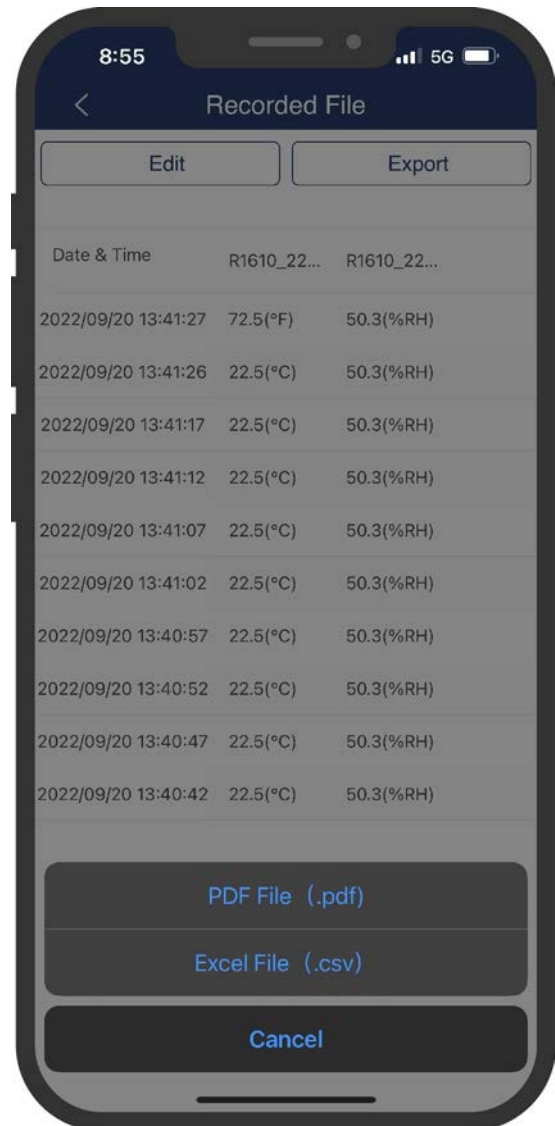 8:55 5G
Recorded File
Edit Export
Date & Time R1610_22... R1610_22...
2022/09/20 13:41:27 72.5(°F) 50.3(%RH)
2022/09/20 13:41:26 22.5(°C) 50.3(%RH)
2022/09/20 13:41:17 22.5(°C) 50.3(%RH)
2022/09/20 13:41:12 22.5(°C) 50.3(%RH)
2022/09/20 13:41:07 22.5(°C) 50.3(%RH)
2022/09/20 13:41:02 22.5(°C) 50.3(%RH)
2022/09/20 13:40:57 22.5(°C) 50.3(%RH)
2022/09/20 13:40:52 22.5(°C) 50.3(%RH)
2022/09/20 13:40:47 22.5(°C) 50.3(%RH)
2022/09/20 13:40:42 22.5(°C) 50.3(%RH)
PDF File（.pdf)
Excel File（.csv)
Cancel